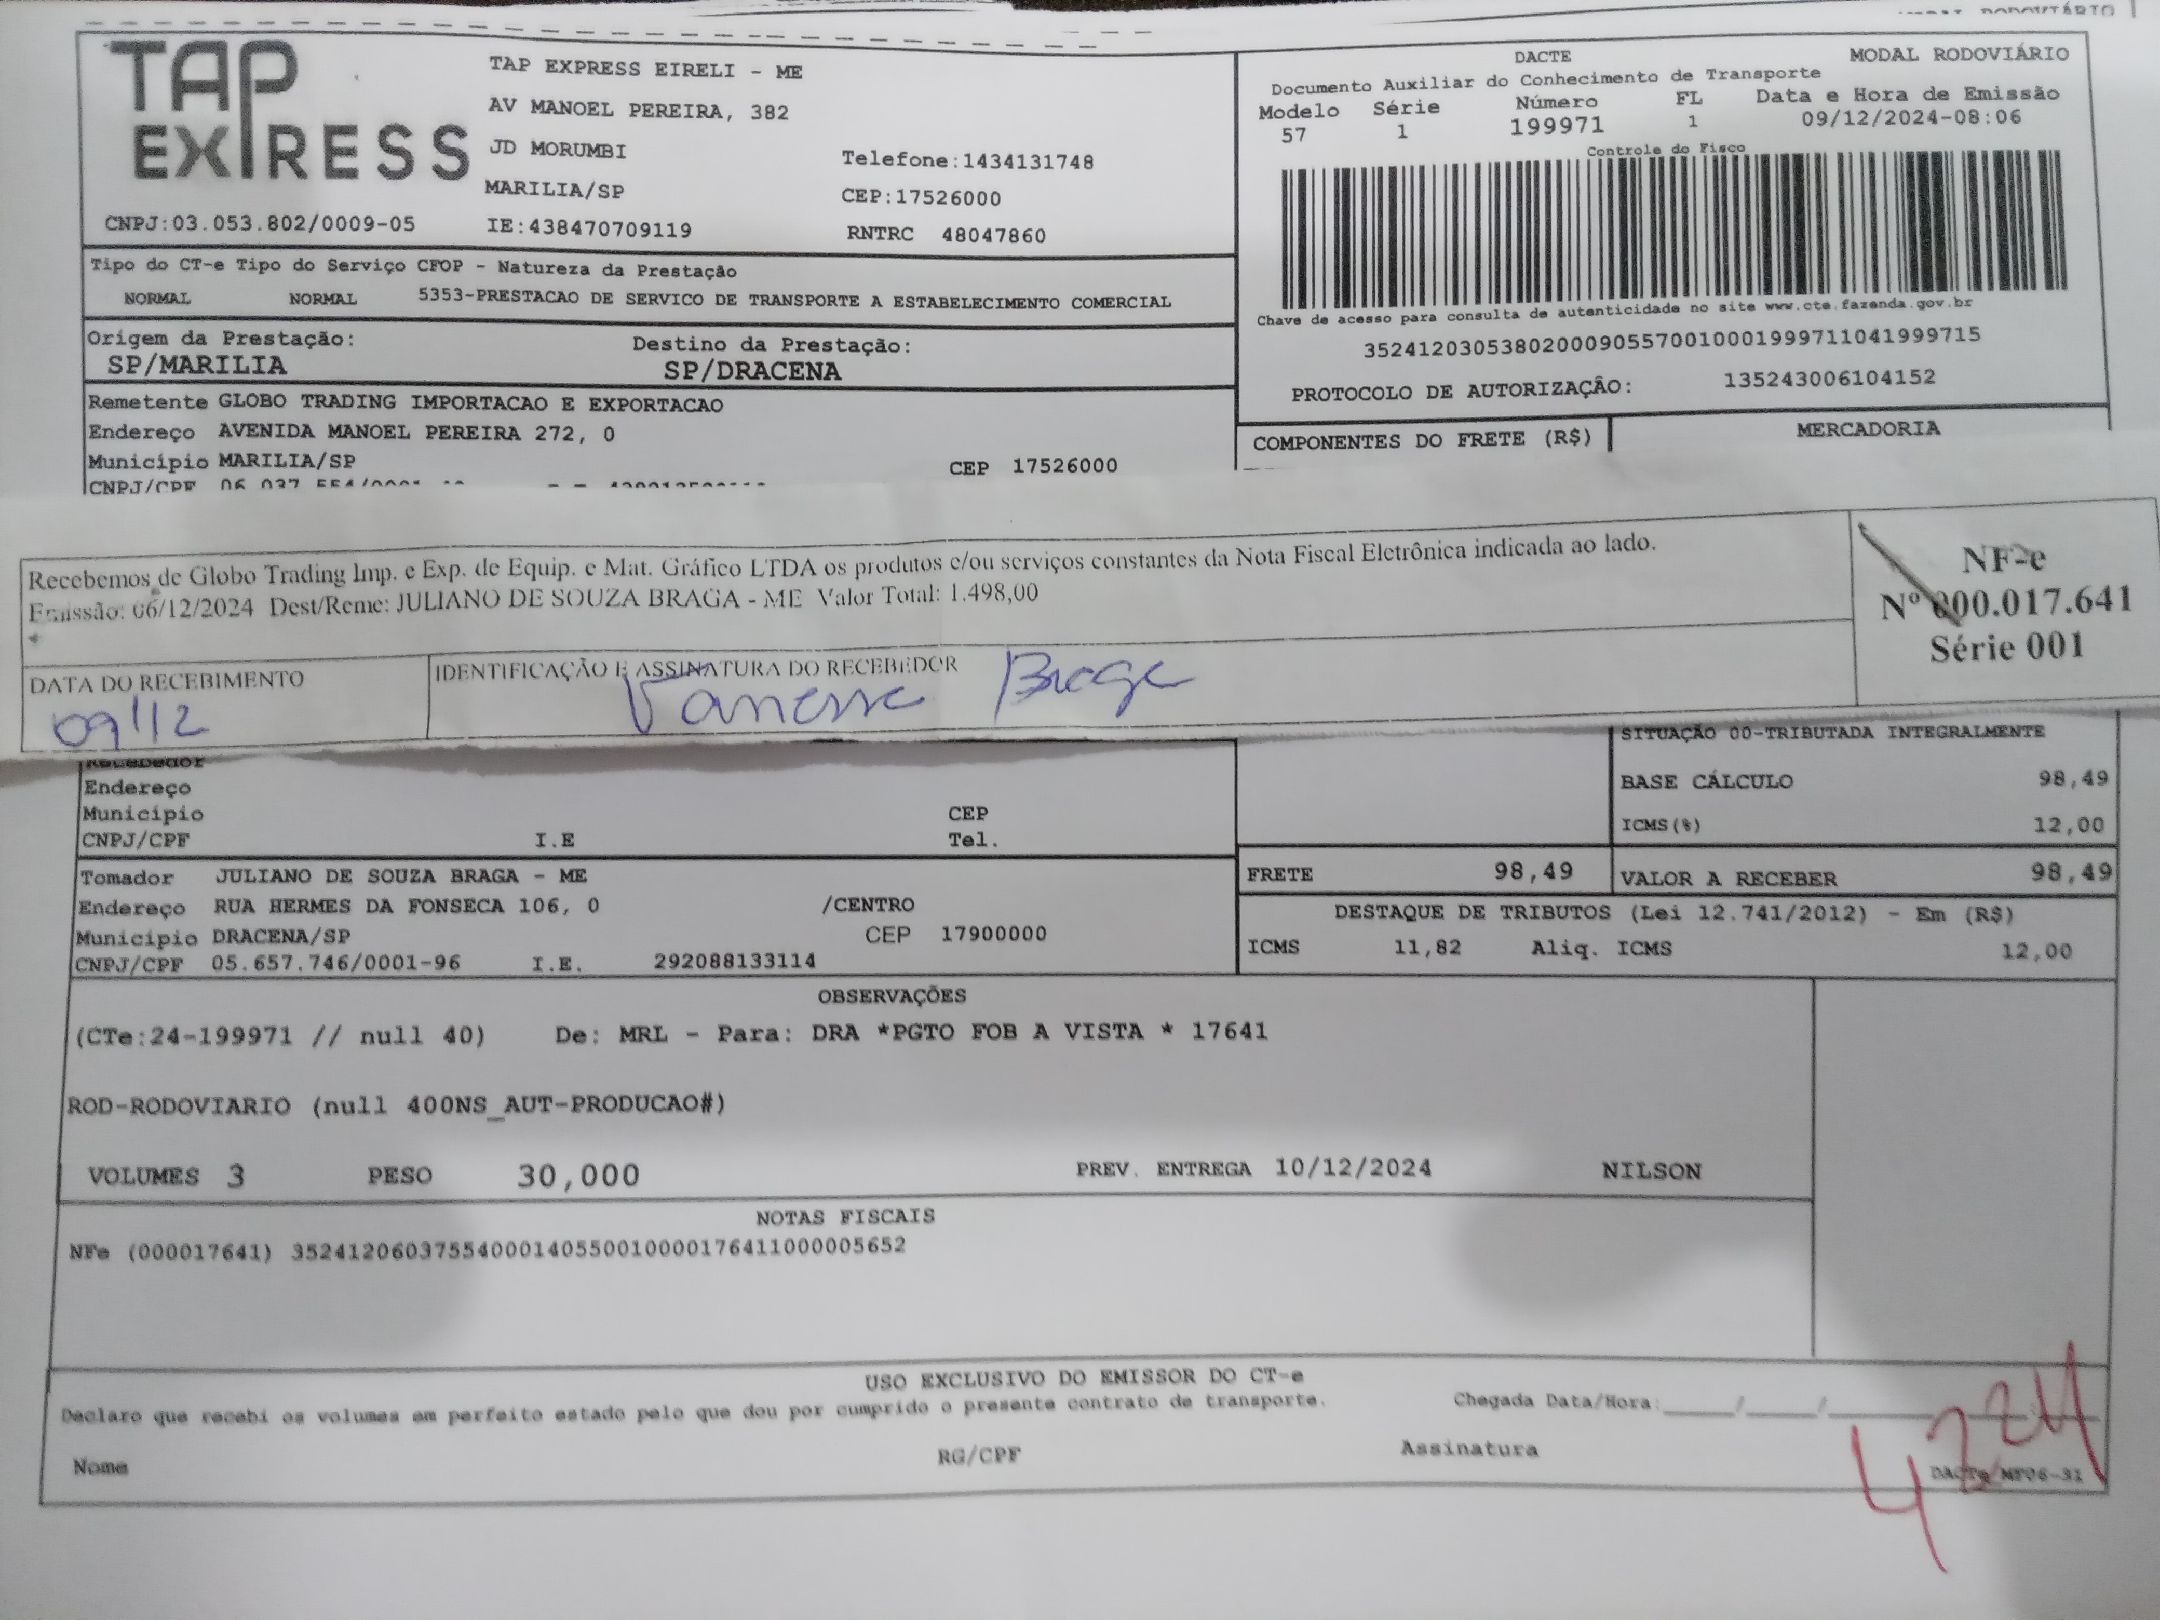 MODAL RODOVIÁRIO
TAP
EXPRESS
TAP EXPRESS EIRELI - ME
AV MANOEL PEREIRA, 382
JD MORUMBI
Telefone:1434131748
MARILIA/SP
CEP:17526000
CNPJ:03.053.802/0009-05
IE:438470709119
RNTRC 48047860
DACTE
MODAL RODOVIÁRIO
Documento Auxiliar do Conhecimento de Transporte
Modelo Série Número FL Data e Hora de Emissão
57 1 199971 1 09/12/2024-08:06
Controle do Fisco
Chave de acesso para consulta de autenticidade no site www.cte.fazenda.gov.br
35241203053802000905570010001999711041999715
PROTOCOLO DE AUTORIZAÇÂO: 135243006104152
Tipo do CT-e Tipo do Serviço CFOP - Natureza da Prestação
NORMAL NORMAL 5353-PRESTACAO DE SERVICO DE TRANSPORTE A ESTABELECIMENTO COMERCIAL
Origem da Prestação: Destino da Prestação:
SP/MARILIA SP/DRACENA
Remetente GLOBO TRADING IMPORTACAO E EXPORTACAO
Endereço AVENIDA MANOEL PEREIRA 272, 0
Município MARILIA/SP CEP 17526000
CNPJ/CPF
COMPONENTES DO FRETE (R$) MERCADORIA
Recebemos de Globo Trading Imp. e Exp. de Equip. e Mat. Gráfico LTDA os produtos e/ou serviços constantes da Nota Fiscal Eletrônica indicada ao lado.
Emissão: 06/12/2024 Dest/Reme: JULIANO DE SOUZA BRAGA - ME Valor Total: 1.498,00
NF-e
Nº 000.017.641
Série 001
DATA DO RECEBIMENTO IDENTIFICAÇÃO E ASSINATURA DO RECEBEDOR
09/12 Vanessa Braga
SITUAÇÃO 00-TRIBUTADA INTEGRALMENTE
BASE CÁLCULO 98,49
ICMS(%) 12,00
Recebedor
Endereço
Município CEP
CNPJ/CPF I.E Tel.
FRETE 98,49 VALOR A RECEBER 98,49
Tomador JULIANO DE SOUZA BRAGA - ME
Endereço RUA HERMES DA FONSECA 106, 0 /CENTRO
Município DRACENA/SP CEP 17900000
CNPJ/CPF 05.657.746/0001-96 I.E. 292088133114
DESTAQUE DE TRIBUTOS (Lei 12.741/2012) - Em (R$)
ICMS 11,82 Aliq. ICMS 12,00
OBSERVAÇÕES
(CTe:24-199971 // null 40) De: MRL - Para: DRA *PGTO FOB A VISTA * 17641
ROD-RODOVIARIO (null 400NS_AUT-PRODUCAO#)
VOLUMES 3 PESO 30,000 PREV. ENTREGA 10/12/2024 NILSON
NOTAS FISCAIS
NFe (000017641) 35241206037554000140550010000176411000005652
USO EXCLUSIVO DO EMISSOR DO CT-e
Declaro que recebi os volumes em perfeito estado pelo que dou por cumprido o presente contrato de transporte.
Chegada Data/Hora:_____/_____/_____
Nome RG/CPF Assinatura